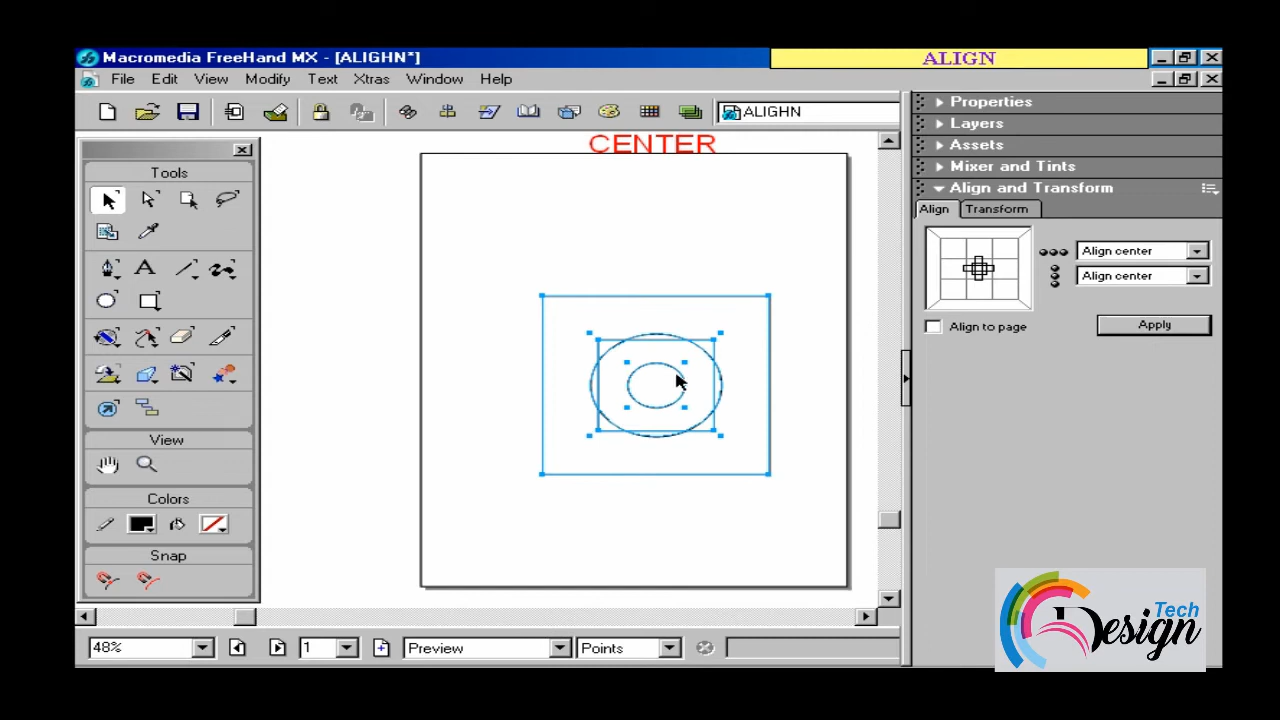 Macromedia FreeHand MX - [ALIGHN*]
ALIGN
File Edit View Modify Text Xtras Window Help
ALIGHN
Properties
Layers
Assets
Mixer and Tints
Align and Transform
Align Transform
Align center
Align center
Align to page
Apply
CENTER
Tools
A
View
Colors
Snap
48%
1
Preview
Points
Design Tech